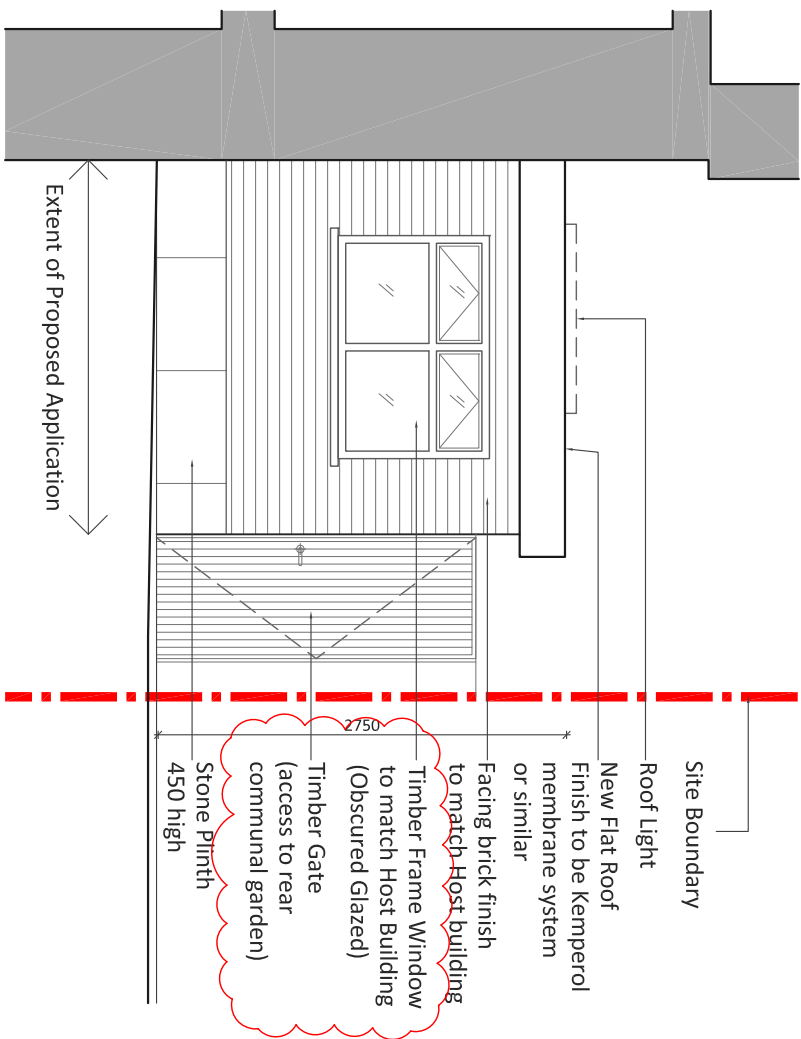 Site Boundary
Roof Light
New Flat Roof
Finish to be Kemperol
membrane system
or similar
Facing brick finish
to match Host building
Timber Frame Window
to match Host Building
(Obscured Glazed)
Timber Gate
(access to rear
communal garden)
Stone Plinth
450 high
2750
Extent of Proposed Application